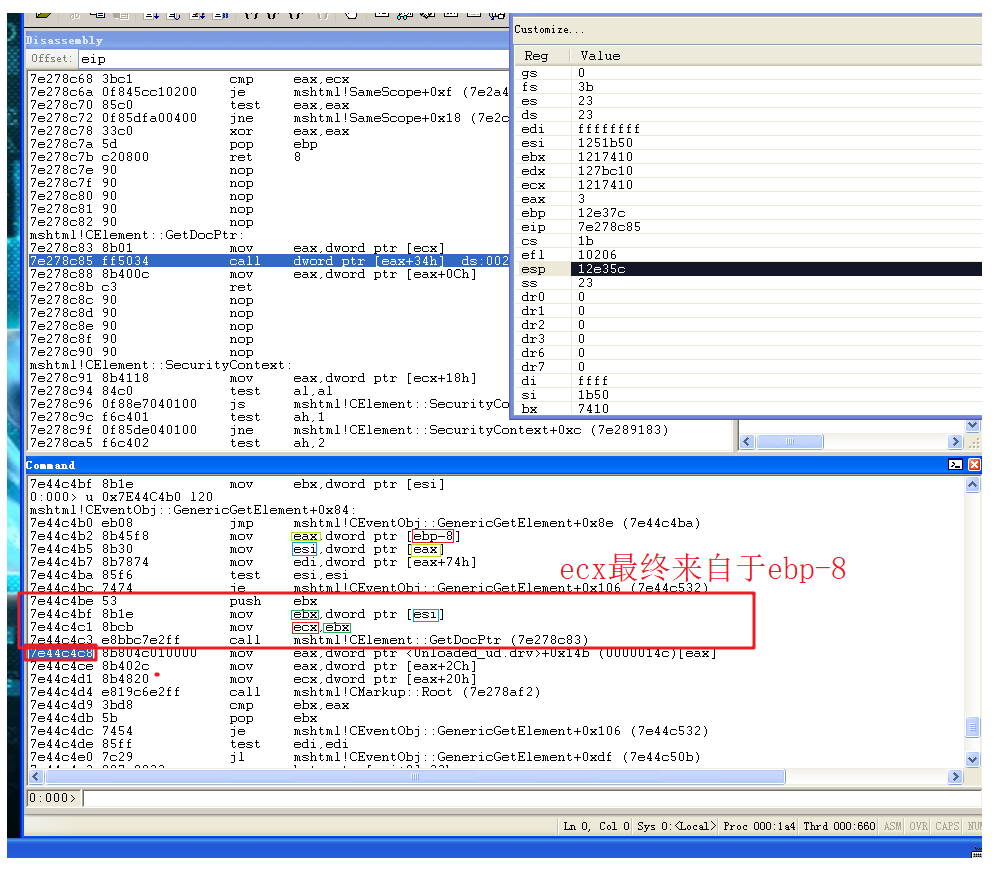 Disassembly
Offset: eip
7e278c68 3bc1 cmp eax,ecx
7e278c6a 0f845cc10200 je mshtml!SameScope+0xf (7e2a4
7e278c70 85c0 test eax,eax
7e278c72 0f85dfa00400 jne mshtml!SameScope+0x18 (7e2c
7e278c78 33c0 xor eax,eax
7e278c7a 5d pop ebp
7e278c7b c20800 ret 8
7e278c7e 90 nop
7e278c7f 90 nop
7e278c80 90 nop
7e278c81 90 nop
7e278c82 90 nop
mshtml!CElement::GetDocPtr:
7e278c83 8b01 mov eax,dword ptr [ecx]
7e278c85 ff5034 call dword ptr [eax+34h] ds:002
7e278c88 8b400c mov eax,dword ptr [eax+0Ch]
7e278c8b c3 ret
7e278c8c 90 nop
7e278c8d 90 nop
7e278c8e 90 nop
7e278c8f 90 nop
7e278c90 90 nop
mshtml!CElement::SecurityContext:
7e278c91 8b4118 mov eax,dword ptr [ecx+18h]
7e278c94 84c0 test al,al
7e278c96 0f88e7040100 js mshtml!CElement::SecurityCo
7e278c9c f6c401 test ah,1
7e278c9f 0f85de040100 jne mshtml!CElement::SecurityContext+0xc (7e289183)
7e278ca5 f6c402 test ah,2
Customize...
Reg Value
gs 0
fs 3b
es 23
ds 23
edi ffffffff
esi 1251b50
ebx 1217410
edx 127bc10
ecx 1217410
eax 3
ebp 12e37c
eip 7e278c85
cs 1b
efl 10206
esp 12e35c
ss 23
dr0 0
dr1 0
dr2 0
dr3 0
dr6 0
dr7 0
di ffff
si 1b50
bx 7410
Command
7e44c4bf 8b1e mov ebx,dword ptr [esi]
0:000> u 0x7E44C4B0 l20
mshtml!CEventObj::GenericGetElement+0x84:
7e44c4b0 eb08 jmp mshtml!CEventObj::GenericGetElement+0x8e (7e44c4ba)
7e44c4b2 8b45f8 mov eax,dword ptr [ebp-8]
7e44c4b5 8b30 mov esi,dword ptr [eax]
7e44c4b7 8b7874 mov edi,dword ptr [eax+74h]
7e44c4ba 85f6 test esi,esi
7e44c4bc 7474 je mshtml!CEventObj::GenericGetElement+0x106 (7e44c532)
ecx最终来自于ebp-8
7e44c4be 53 push ebx
7e44c4bf 8b1e mov ebx,dword ptr [esi]
7e44c4c1 8bcb mov ecx,ebx
7e44c4c3 e8bbc7e2ff call mshtml!CElement::GetDocPtr (7e278c83)
7e44c4c8 8b804c010000 mov eax,dword ptr <Unloaded_ud.drv>+0x14b (0000014c)[eax]
7e44c4ce 8b402c mov eax,dword ptr [eax+2Ch]
7e44c4d1 8b4820 mov ecx,dword ptr [eax+20h]
7e44c4d4 e819c6e2ff call mshtml!CMarkup::Root (7e278af2)
7e44c4d9 3bd8 cmp ebx,eax
7e44c4db 5b pop ebx
7e44c4dc 7454 je mshtml!CEventObj::GenericGetElement+0x106 (7e44c532)
7e44c4de 85ff test edi,edi
7e44c4e0 7c29 jl mshtml!CEventObj::GenericGetElement+0xdf (7e44c50b)
0:000>
Ln 0, Col 0 Sys 0:<Local> Proc 000:1a4 Thrd 000:660 ASM OVR CAPS NU